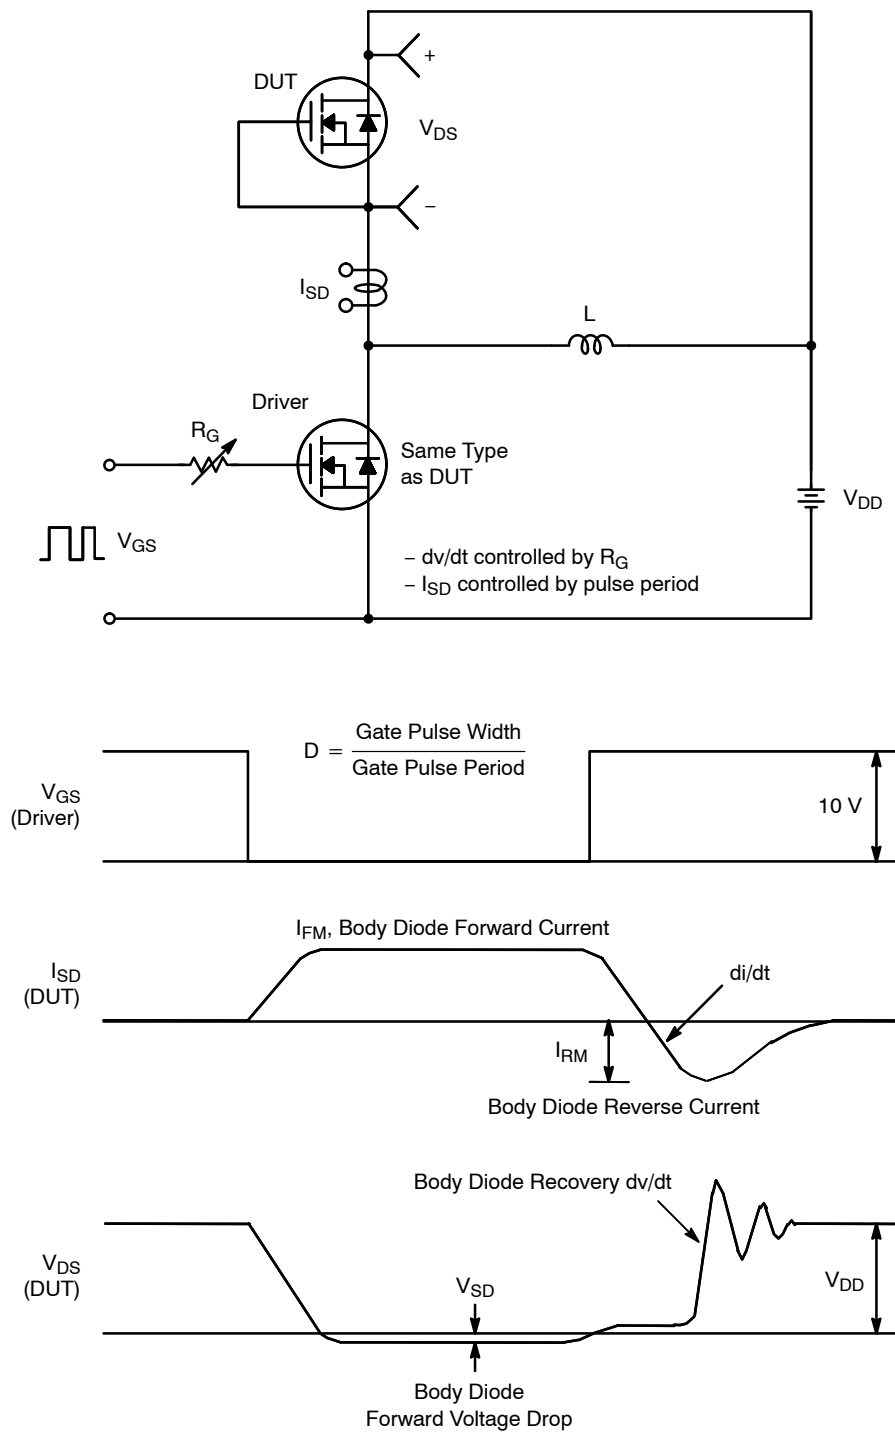 DUT
+
V_DS
−
I_SD
L
Driver
R_G
Same Type
as DUT
V_GS
V_DD
− dv/dt controlled by R_G
− I_SD controlled by pulse period
D = Gate Pulse Width
Gate Pulse Period
V_GS
(Driver)
10 V
I_FM, Body Diode Forward Current
I_SD
(DUT)
di/dt
I_RM
Body Diode Reverse Current
Body Diode Recovery dv/dt
V_DS
(DUT)
V_SD
V_DD
Body Diode
Forward Voltage Drop